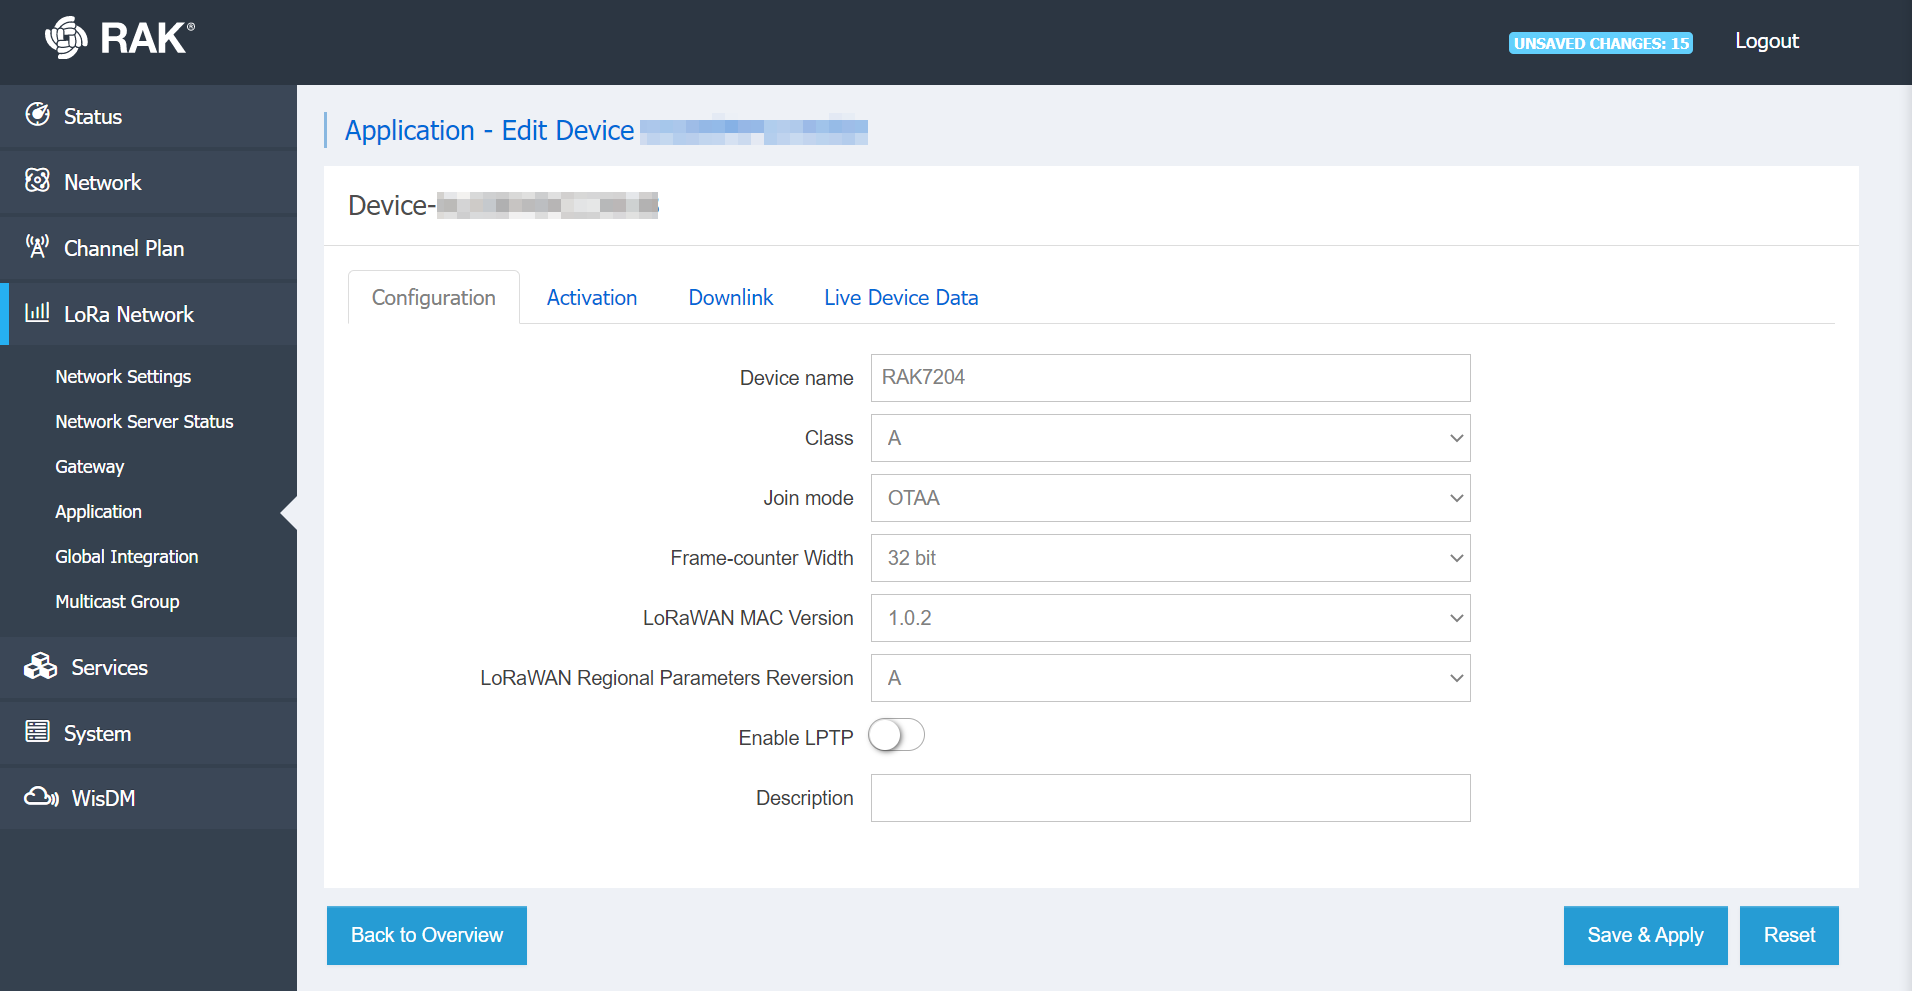 RAK®
UNSAVED CHANGES: 15
Logout
Status
Network
Channel Plan
LoRa Network
Network Settings
Network Server Status
Gateway
Application
Global Integration
Multicast Group
Services
System
WisDM
Application - Edit Device
Device-
Configuration Activation Downlink Live Device Data
Device name RAK7204
Class A
Join mode OTAA
Frame-counter Width 32 bit
LoRaWAN MAC Version 1.0.2
LoRaWAN Regional Parameters Reversion A
Enable LPTP
Description
Back to Overview Save & Apply Reset